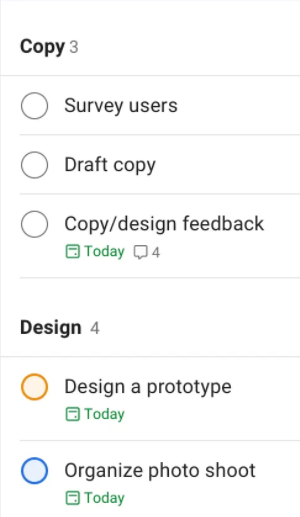 Copy 3
Survey users
Draft copy
Copy/design feedback
Today 4
Design 4
Design a prototype
Today
Organize photo shoot
Today